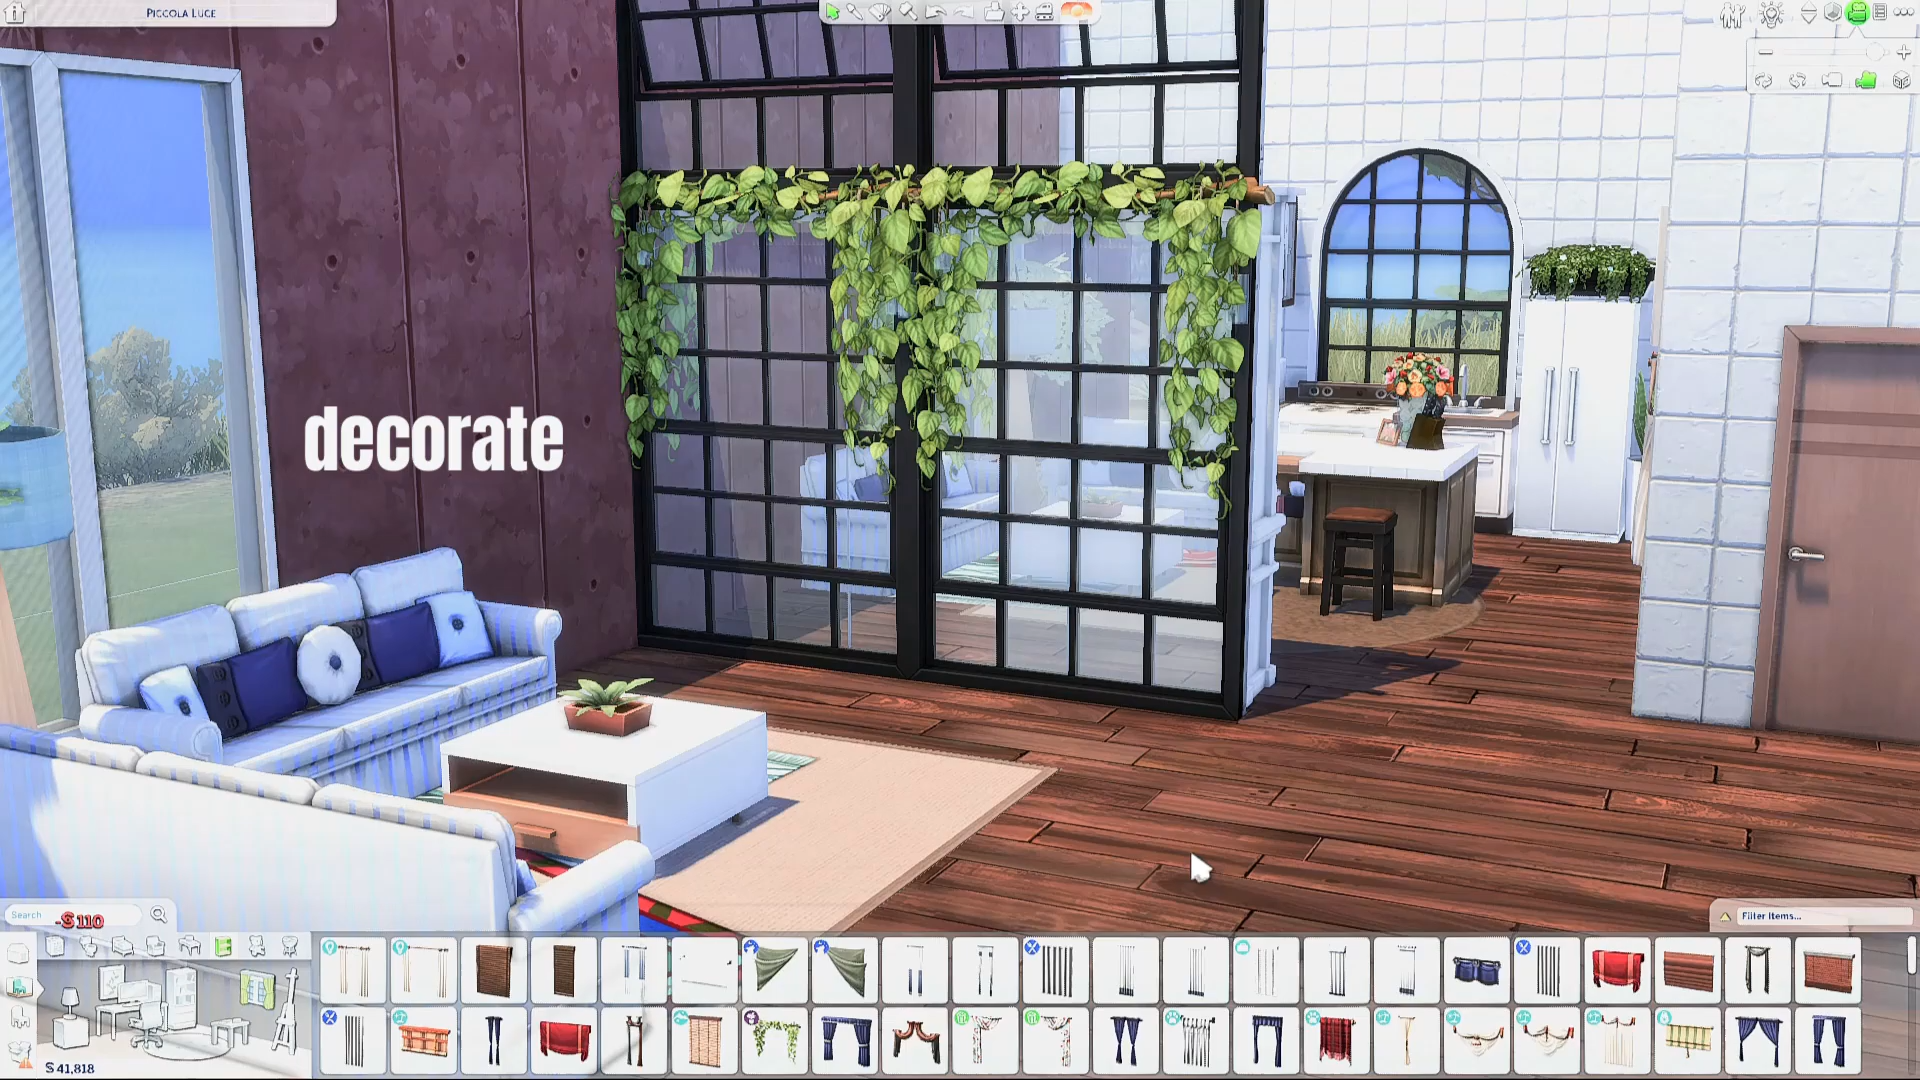 PICCOLA LUCE
decorate
Search
-§110
Filter Items...
§41,818